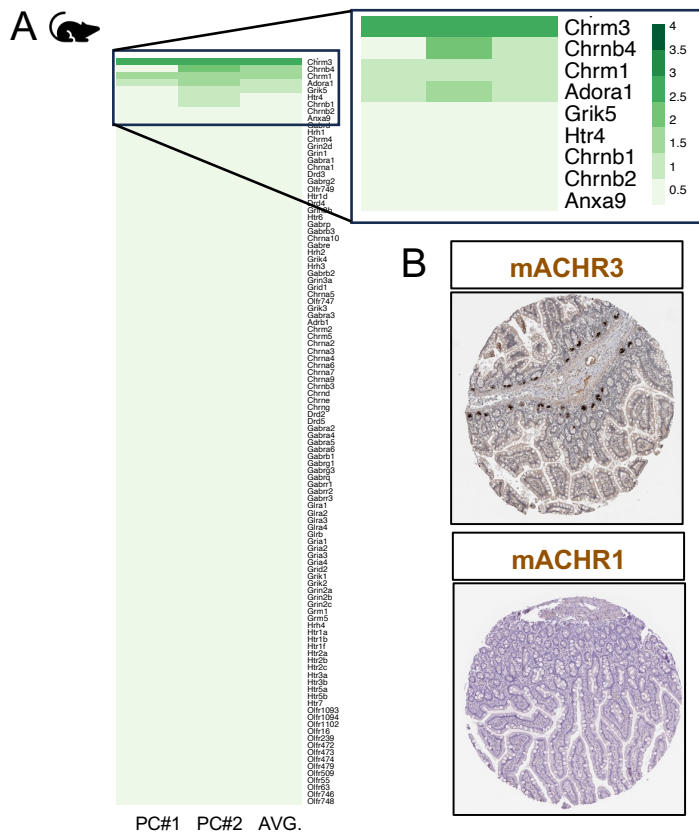 A
Chrm3
Chrnb4
Chrm1
Adora1
Grik5
Htr4
Chrnb1
Chrnb2
Anxa9
Gabrd
Hrh1
Chrm4
Grin2d
Grin1
Gabra1
Chrna1
Drd3
Gabrg2
Olfr749
Htr1d
Drd4
Htr6
Gabrp
Gabrb3
Chrna10
Gabre
Hrh2
Grik4
Hrh3
Gabrb2
Grin3a
Grid1
Chrna5
Olfr747
Grik3
Gabra3
Adrb1
Chrm2
Chrm5
Chrna2
Chrna3
Chrna4
Chrna6
Chrna7
Chrna9
Chrnb3
Chrnd
Chrne
Chrng
Drd2
Drd5
Gabra2
Gabra4
Gabra5
Gabra6
Gabrb1
Gabrg1
Gabrg3
Gabrq
Gabrr1
Gabrr2
Gabrr3
Glra1
Glra2
Glra3
Glra4
Glrb
Gria1
Gria2
Gria3
Gria4
Grid2
Grik1
Grik2
Grin2a
Grin2b
Grin2c
Grm1
Grm5
Hrh4
Htr1a
Htr1b
Htr1f
Htr2a
Htr2b
Htr2c
Htr3a
Htr3b
Htr5a
Htr5b
Htr7
Olfr1093
Olfr1094
Olfr1102
Olfr16
Olfr239
Olfr472
Olfr473
Olfr474
Olfr479
Olfr509
Olfr55
Olfr63
Olfr746
Olfr748
PC#1 PC#2 AVG.
Chrm3
Chrnb4
Chrm1
Adora1
Grik5
Htr4
Chrnb1
Chrnb2
Anxa9
4
3.5
3
2.5
2
1.5
1
0.5
B
mACHR3
mACHR1